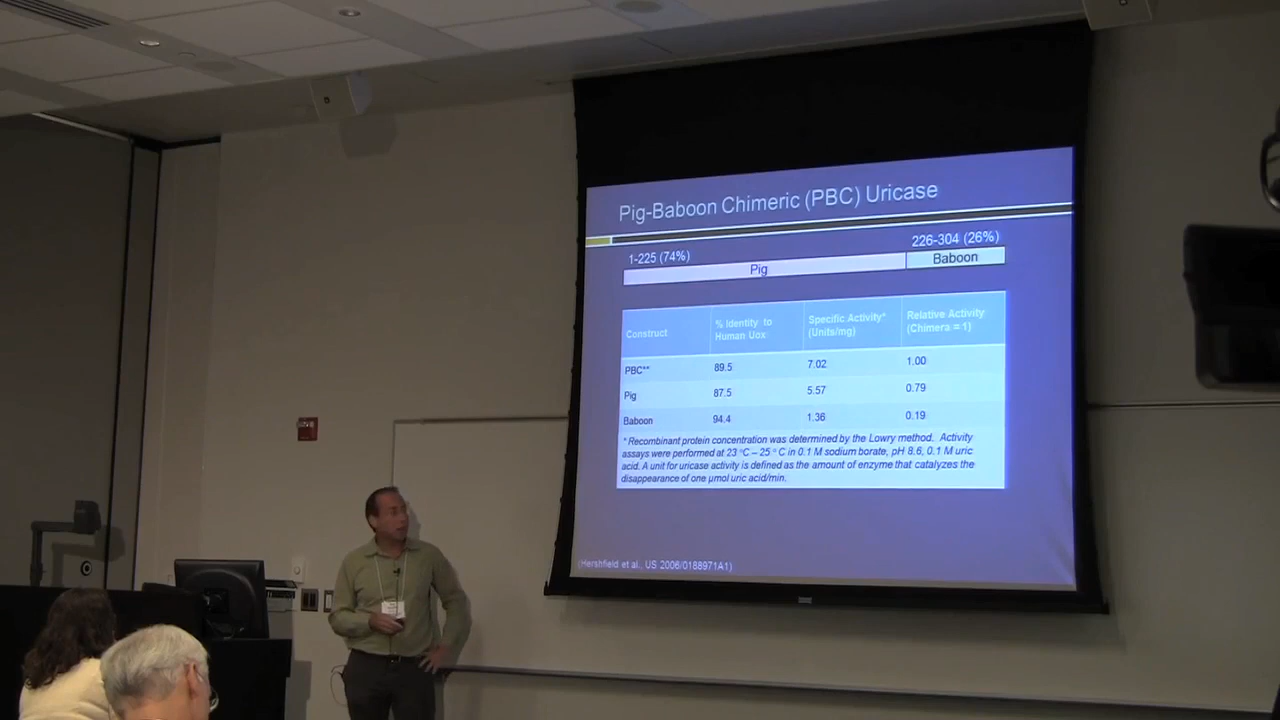 Pig-Baboon Chimeric (PBC) Uricase
1-225 (74%)
226-304 (26%)
Pig
Baboon
Construct
% Identity to
Human Uox
Specific Activity*
(Units/mg)
Relative Activity
(Chimera = 1)
PBC** 89.5 7.02 1.00
Pig 87.5 5.57 0.79
Baboon 94.4 1.36 0.19
* Recombinant protein concentration was determined by the Lowry method. Activity
assays were performed at 23 °C – 25 ° C in 0.1 M sodium borate, pH 8.6, 0.1 M uric
acid. A unit for uricase activity is defined as the amount of enzyme that catalyzes the
disappearance of one µmol uric acid/min.
(Hershfield et al., US 2006/0188971A1)